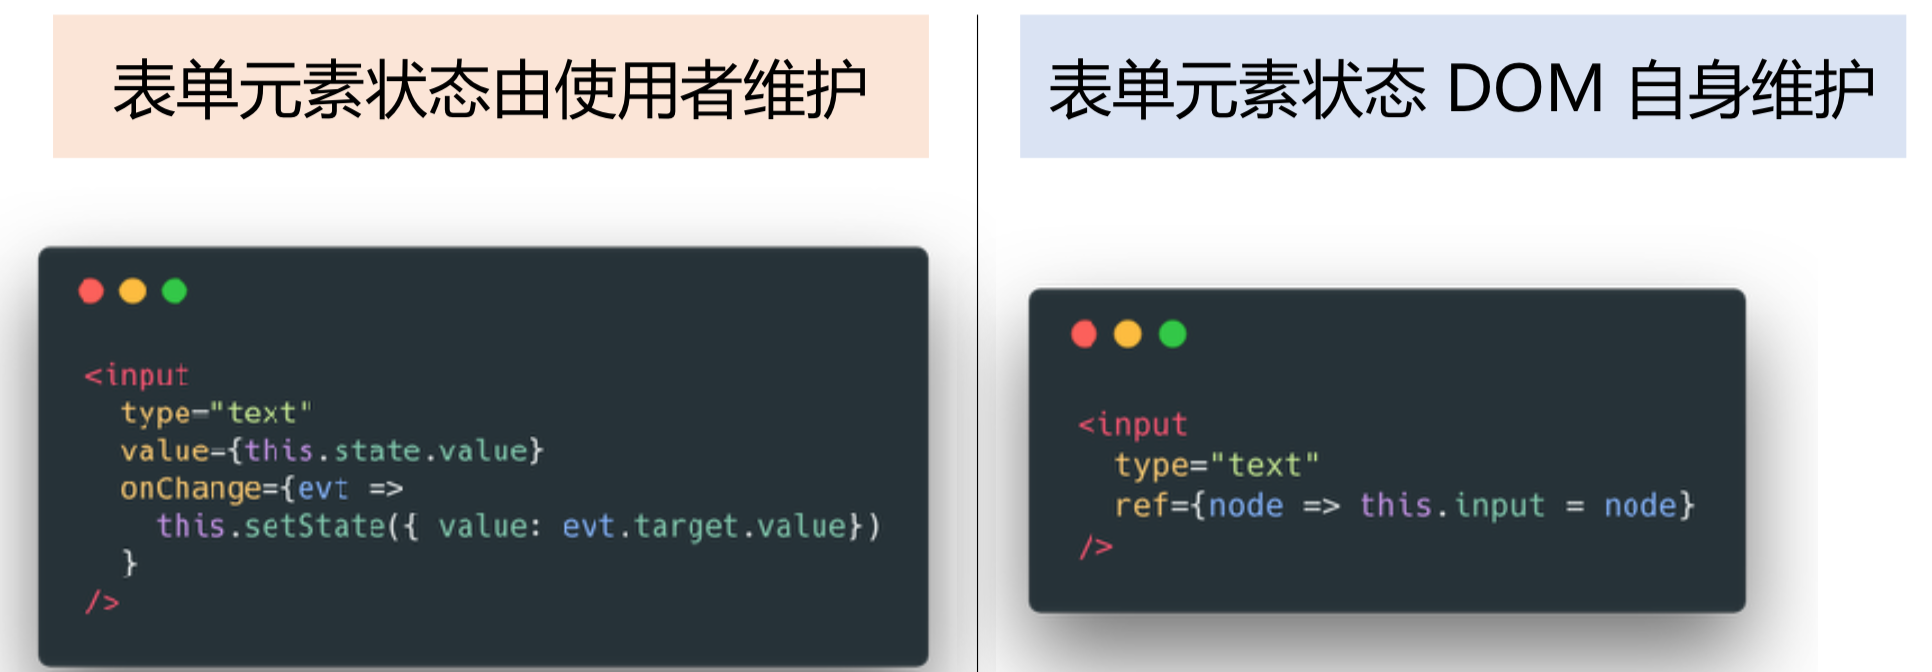 表单元素状态由使用者维护
<input
type="text"
value={this.state.value}
onChange={evt =>
this.setState({ value: evt.target.value})
}
/>
表单元素状态 DOM 自身维护
<input
type="text"
ref={node => this.input = node}
/>